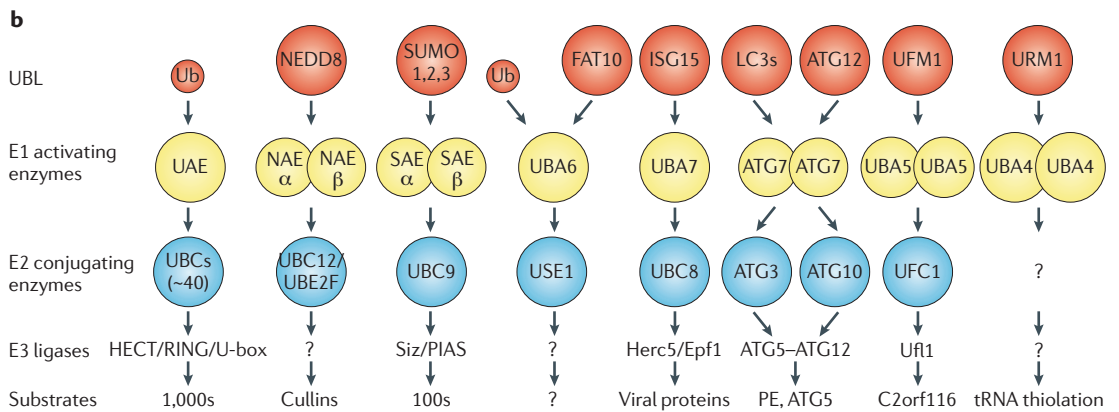 b
UBL
Ub
NEDD8
SUMO
1,2,3
Ub
FAT10
ISG15
LC3s
ATG12
UFM1
URM1
E1 activating
enzymes
UAE
NAE
α
NAE
β
SAE
α
SAE
β
UBA6
UBA7
ATG7
ATG7
UBA5
UBA5
UBA4
UBA4
E2 conjugating
enzymes
UBCs
(~40)
UBC12/
UBE2F
UBC9
USE1
UBC8
ATG3
ATG10
UFC1
?
E3 ligases
HECT/RING/U-box
?
Siz/PIAS
?
Herc5/Epf1
ATG5–ATG12
Ufl1
?
Substrates
1,000s
Cullins
100s
?
Viral proteins
PE, ATG5
C2orf116
tRNA thiolation